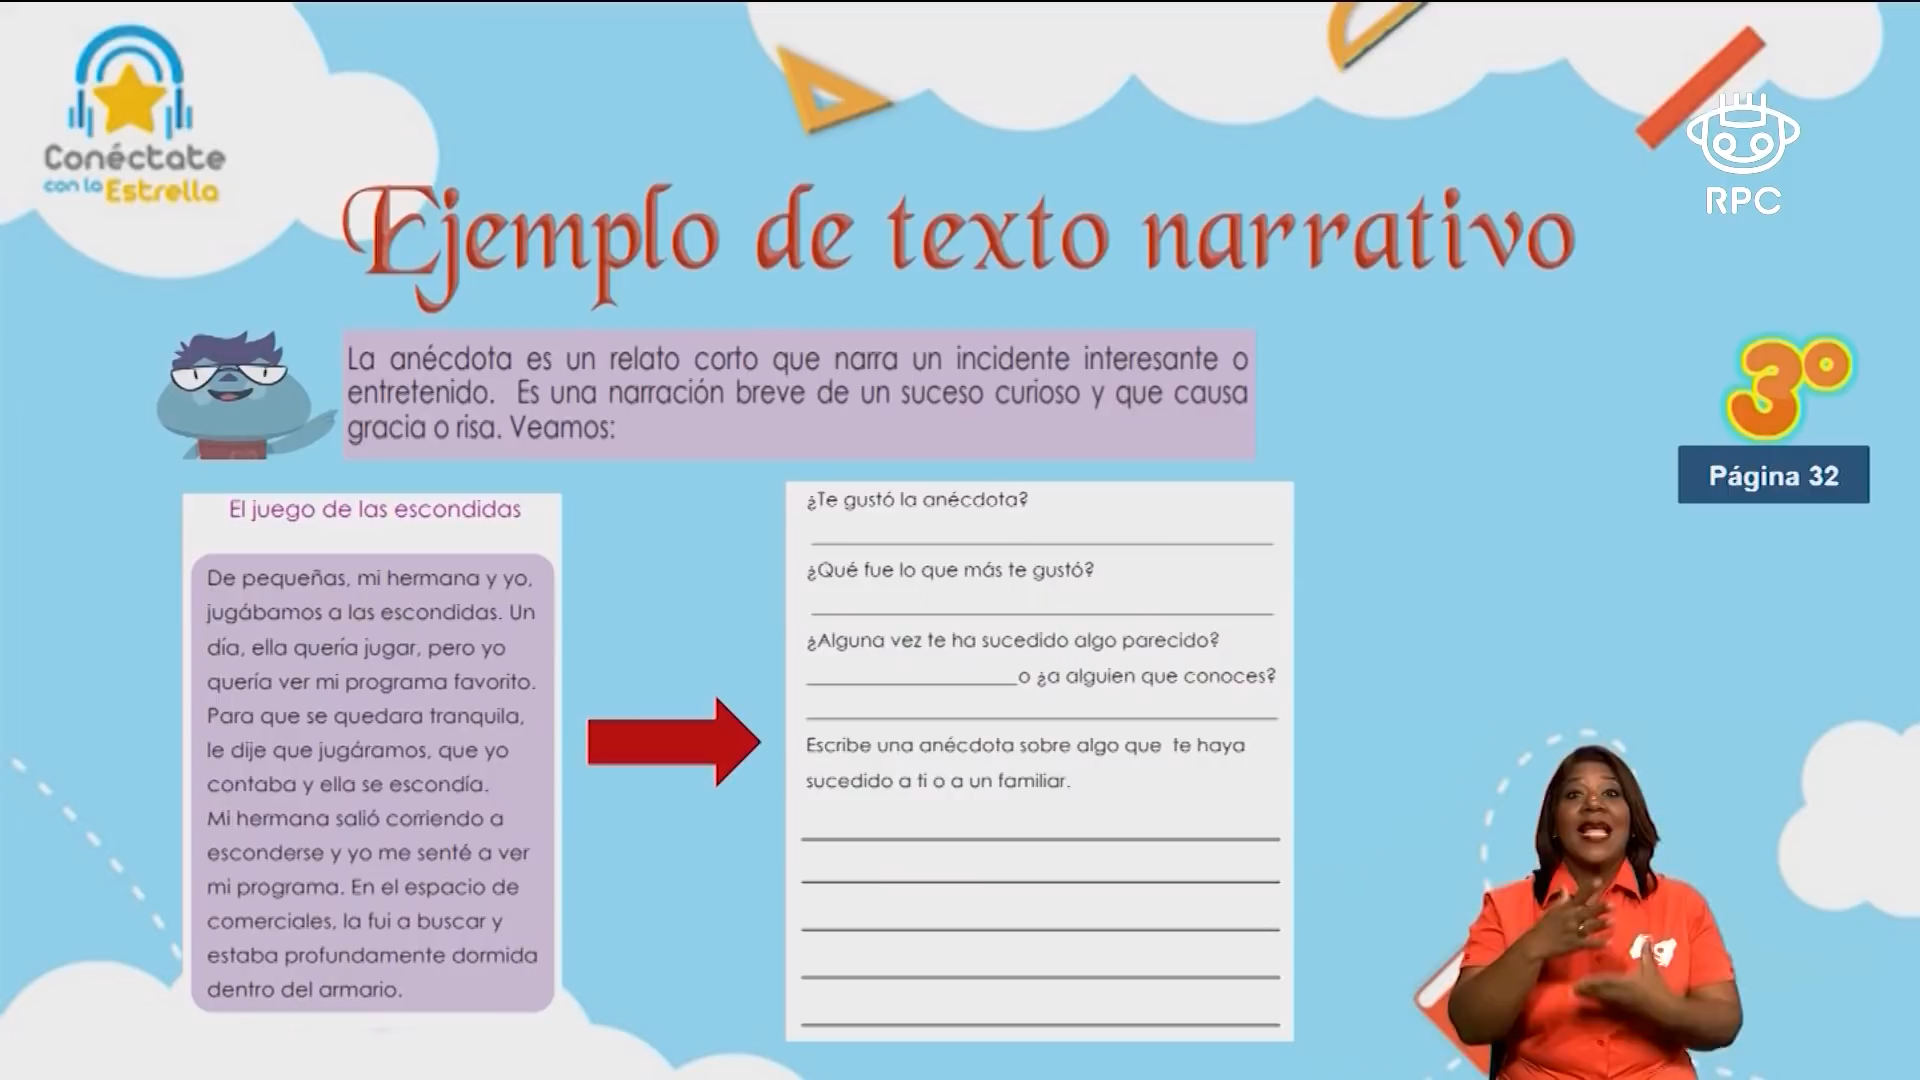 Conéctate
con la Estrella
RPC
Ejemplo de texto narrativo
La anécdota es un relato corto que narra un incidente interesante o
entretenido. Es una narración breve de un suceso curioso y que causa
gracia o risa. Veamos:
3º
Página 32
El juego de las escondidas
De pequeñas, mi hermana y yo,
jugábamos a las escondidas. Un
día, ella quería jugar, pero yo
quería ver mi programa favorito.
Para que se quedara tranquila,
le dije que jugáramos, que yo
contaba y ella se escondía.
Mi hermana salió corriendo a
esconderse y yo me senté a ver
mi programa. En el espacio de
comerciales, la fui a buscar y
estaba profundamente dormida
dentro del armario.
¿Te gustó la anécdota?
¿Qué fue lo que más te gustó?
¿Alguna vez te ha sucedido algo parecido?
o ¿a alguien que conoces?
Escribe una anécdota sobre algo que te haya
sucedido a ti o a un familiar.